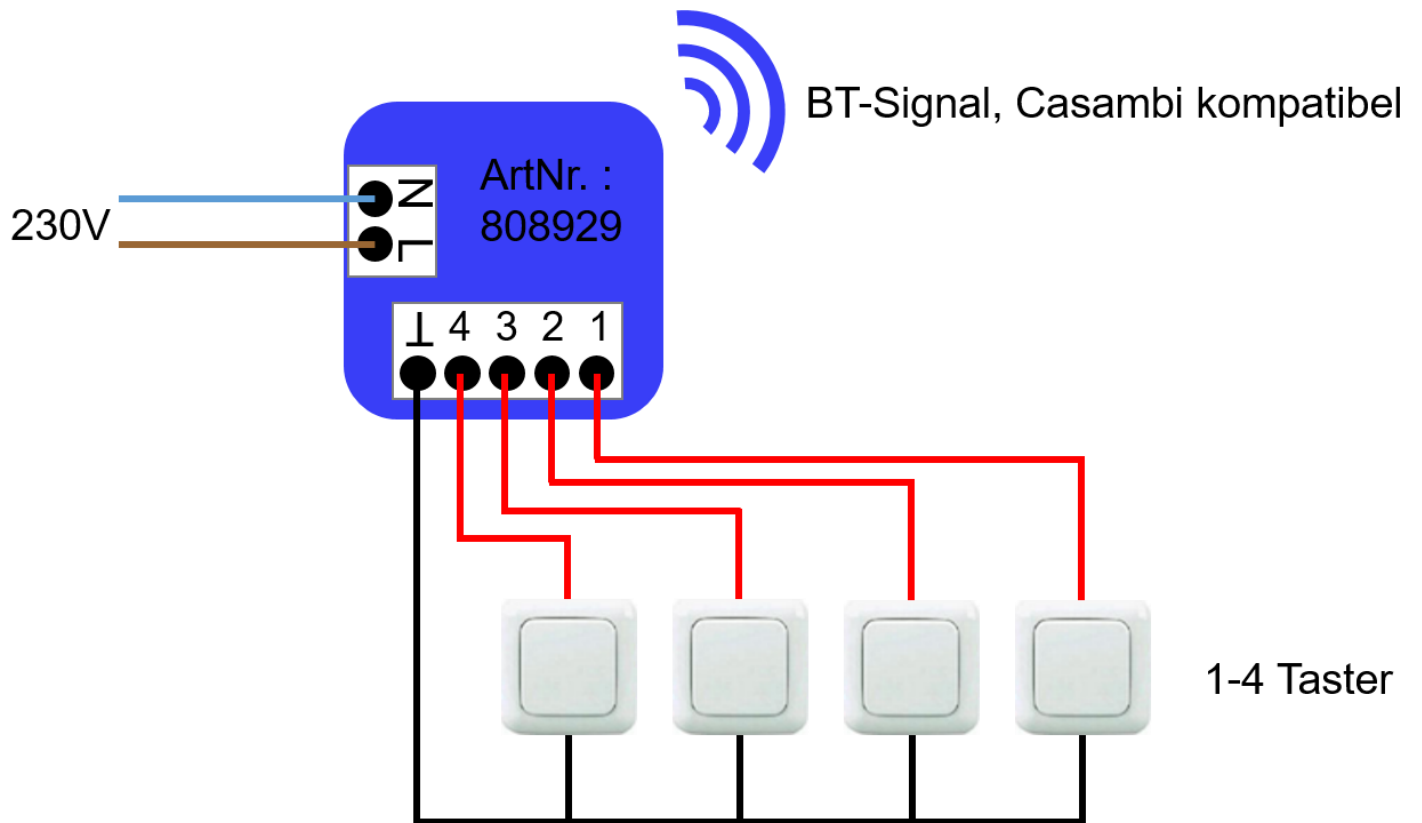 BT-Signal, Casambi kompatibel
ArtNr. :
808929
230V
N
L
⊥ 4 3 2 1
1-4 Taster